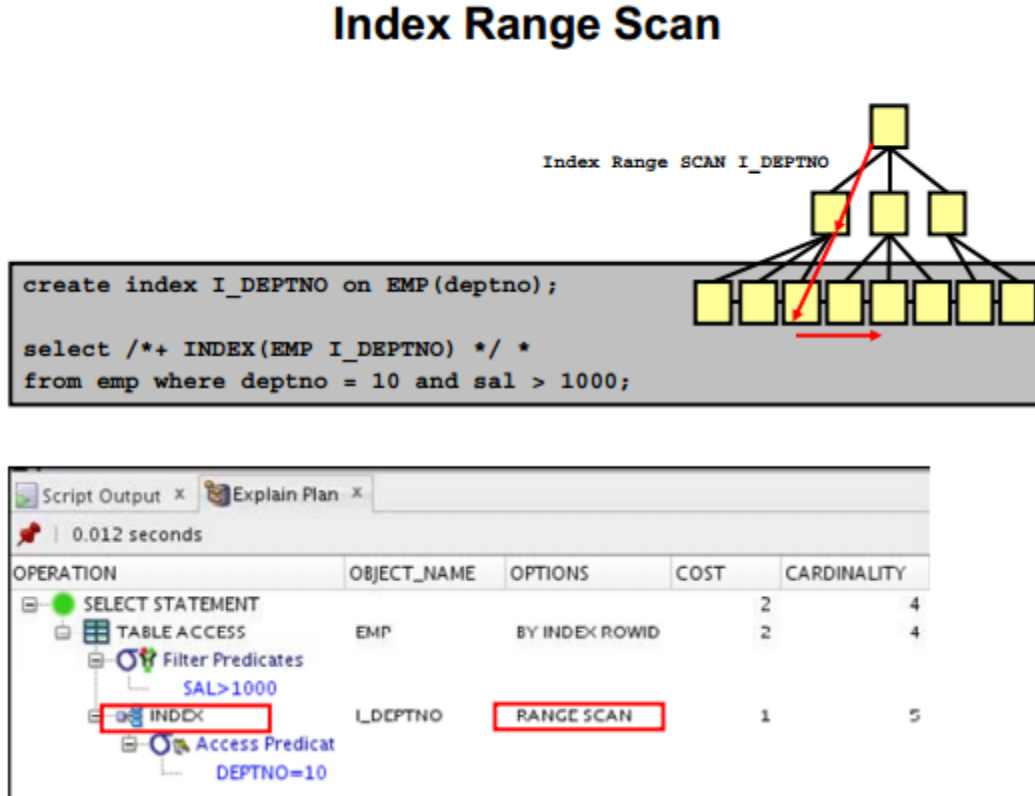 Index Range Scan
Index Range SCAN I_DEPTNO
create index I_DEPTNO on EMP(deptno);
select /*+ INDEX(EMP I_DEPTNO) */ *
from emp where deptno = 10 and sal > 1000;
Script Output x Explain Plan x
0.012 seconds
OPERATION OBJECT_NAME OPTIONS COST CARDINALITY
SELECT STATEMENT 2 4
TABLE ACCESS EMP BY INDEX ROWID 2 4
Filter Predicates
SAL>1000
INDEX I_DEPTNO RANGE SCAN 1 5
Access Predicat
DEPTNO=10